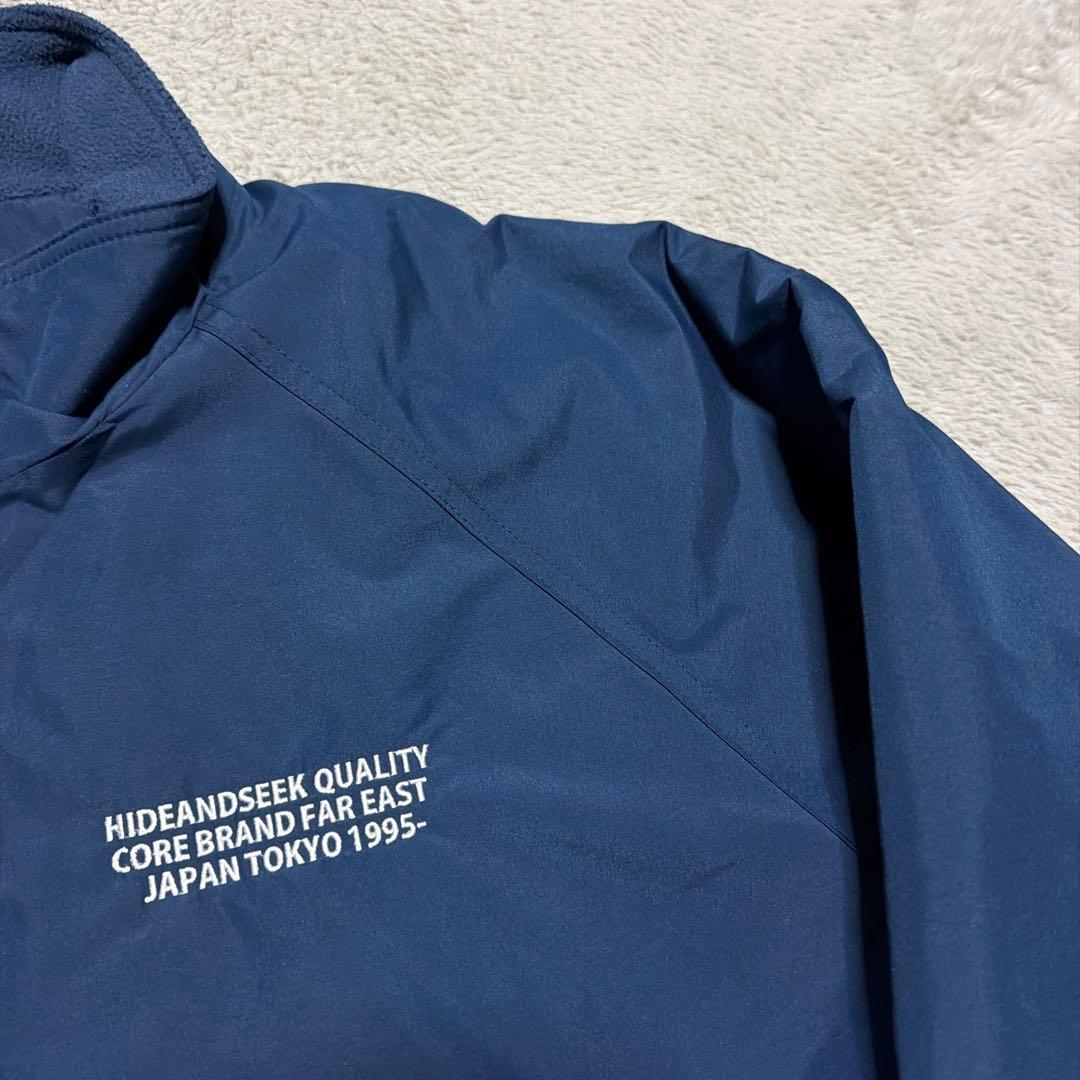 HIDEANDSEEK QUALITY
CORE BRAND FAR EAST
JAPAN TOKYO 1995-